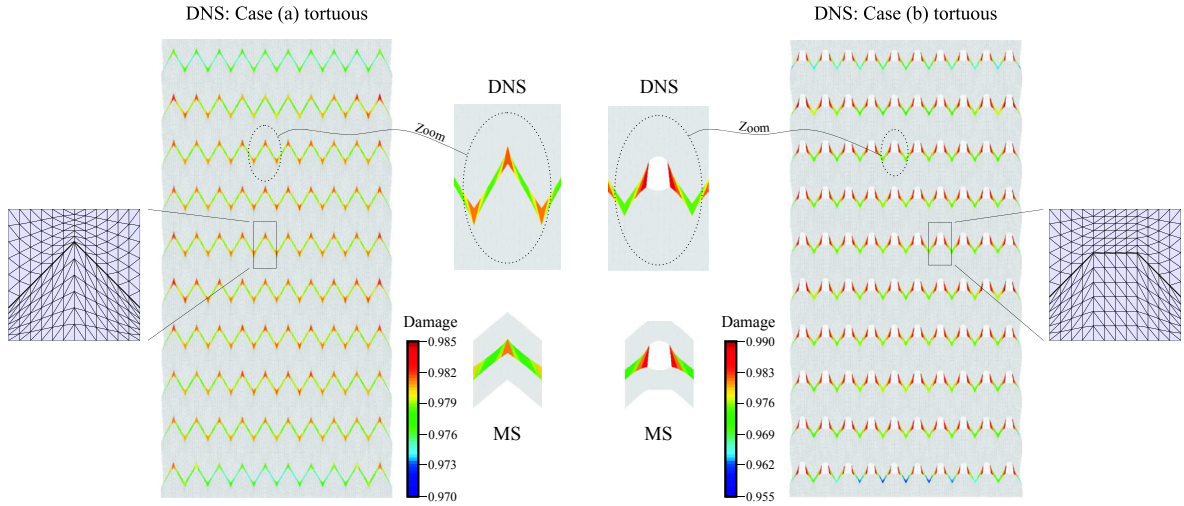 DNS: Case (a) tortuous
DNS: Case (b) tortuous
DNS
DNS
Zoom
Zoom
Damage
0.985
0.982
0.979
0.976
0.973
0.970
MS
MS
Damage
0.990
0.983
0.976
0.969
0.962
0.955